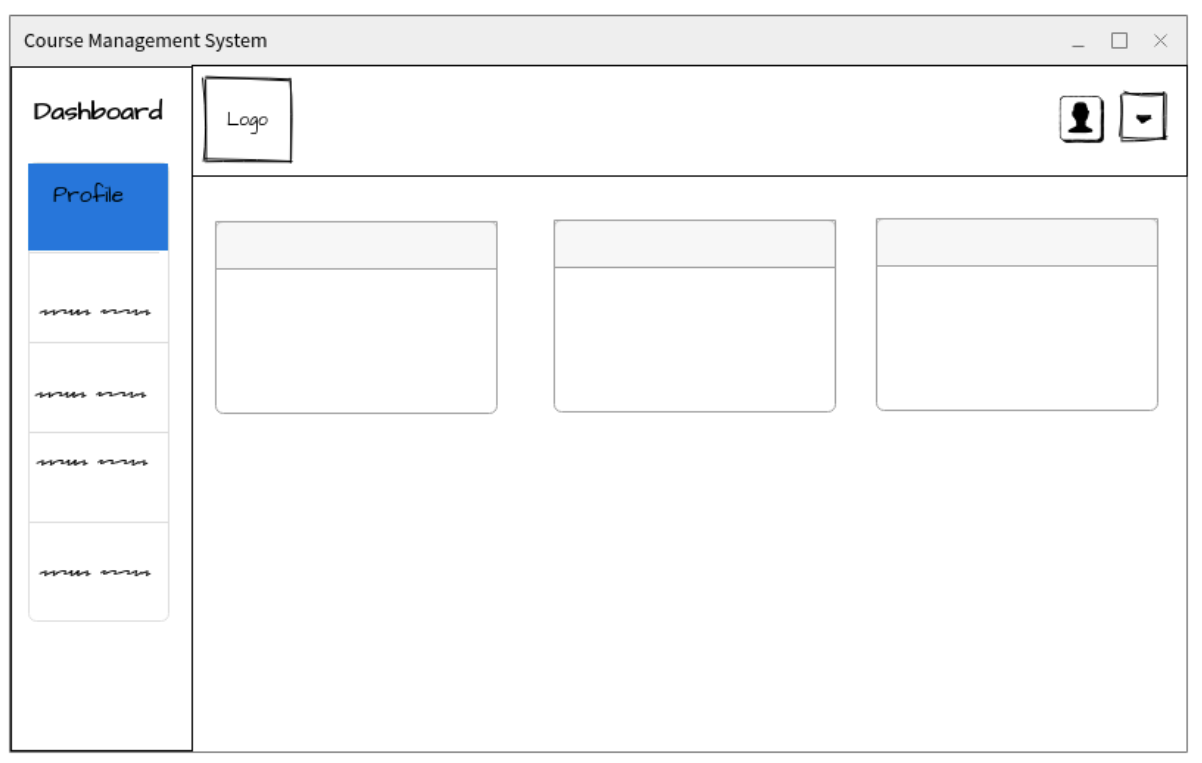 Course Management System
Dashboard
Logo
Profile